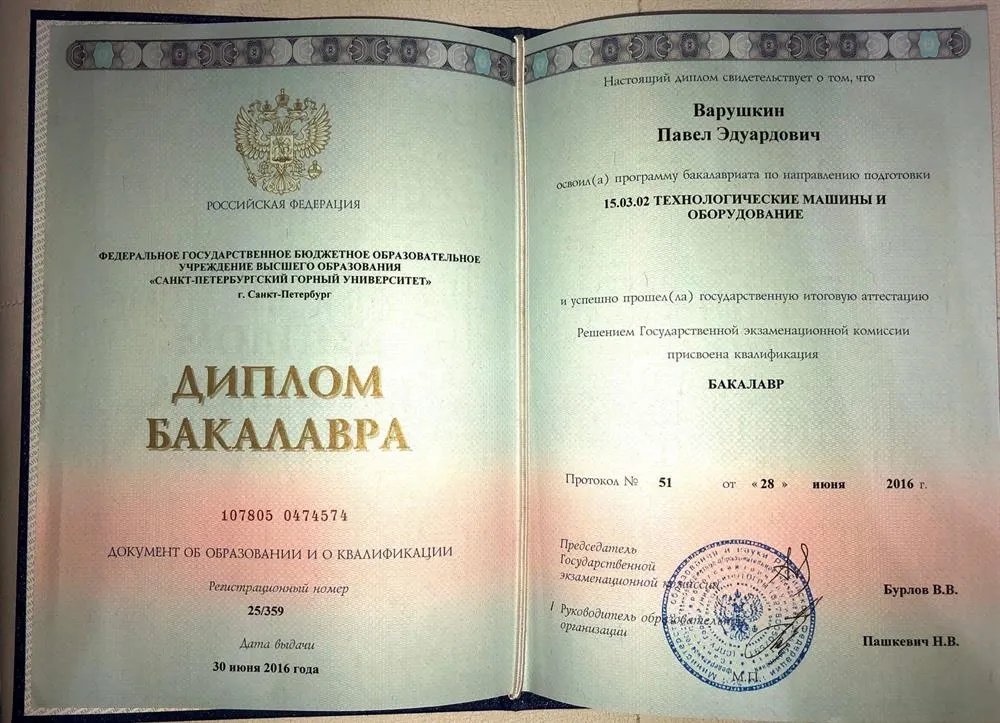 РОССИЙСКАЯ ФЕДЕРАЦИЯ
ФЕДЕРАЛЬНОЕ ГОСУДАРСТВЕННОЕ БЮДЖЕТНОЕ ОБРАЗОВАТЕЛЬНОЕ
УЧРЕЖДЕНИЕ ВЫСШЕГО ОБРАЗОВАНИЯ
«САНКТ-ПЕТЕРБУРГСКИЙ ГОРНЫЙ УНИВЕРСИТЕТ»
г. Санкт-Петербург
ДИПЛОМ
БАКАЛАВРА
107805 0474574
ДОКУМЕНТ ОБ ОБРАЗОВАНИИ И О КВАЛИФИКАЦИИ
Регистрационный номер
25/359
Дата выдачи
30 июня 2016 года
Настоящий диплом свидетельствует о том, что
Варушкин
Павел Эдуардович
освоил(а) программу бакалавриата по направлению подготовки
15.03.02 ТЕХНОЛОГИЧЕСКИЕ МАШИНЫ И
ОБОРУДОВАНИЕ
и успешно прошел(ла) государственную итоговую аттестацию
Решением Государственной экзаменационной комиссии
присвоена квалификация
БАКАЛАВР
Протокол № 51 от « 28 » июня 2016 г.
Председатель
Государственной
экзаменационной комиссии
Бурлов В.В.
Руководитель образовательной
организации
Пашкевич Н.В.
М.П.